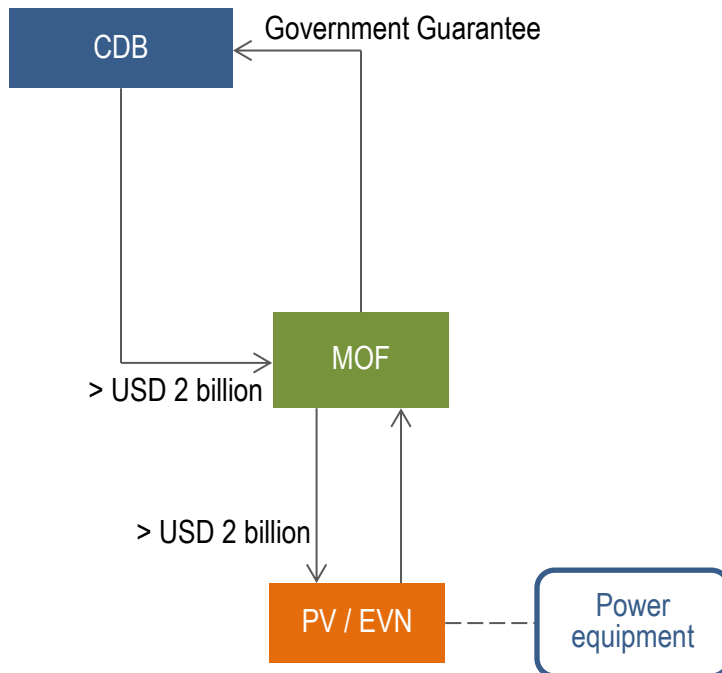 Government Guarantee
CDB
MOF
> USD 2 billion
> USD 2 billion
PV / EVN
Power
equipment